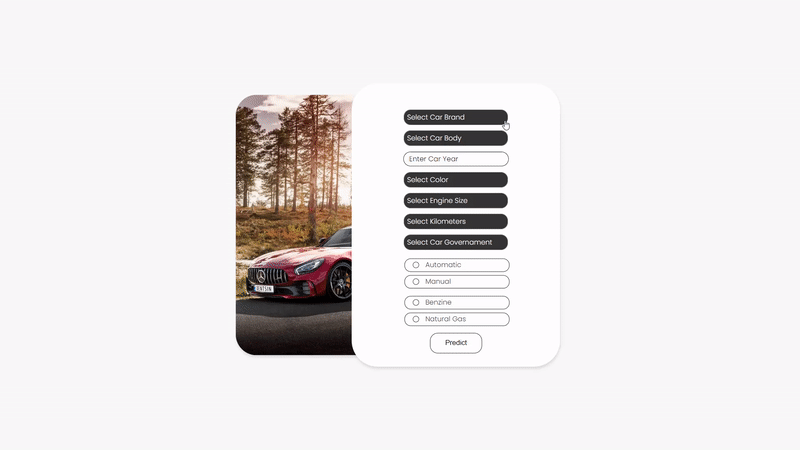 Select Car Brand
Select Car Body
Enter Car Year
Select Color
Select Engine Size
Select Kilometers
Select Car Governament
Automatic
Manual
Benzine
Natural Gas
Predict